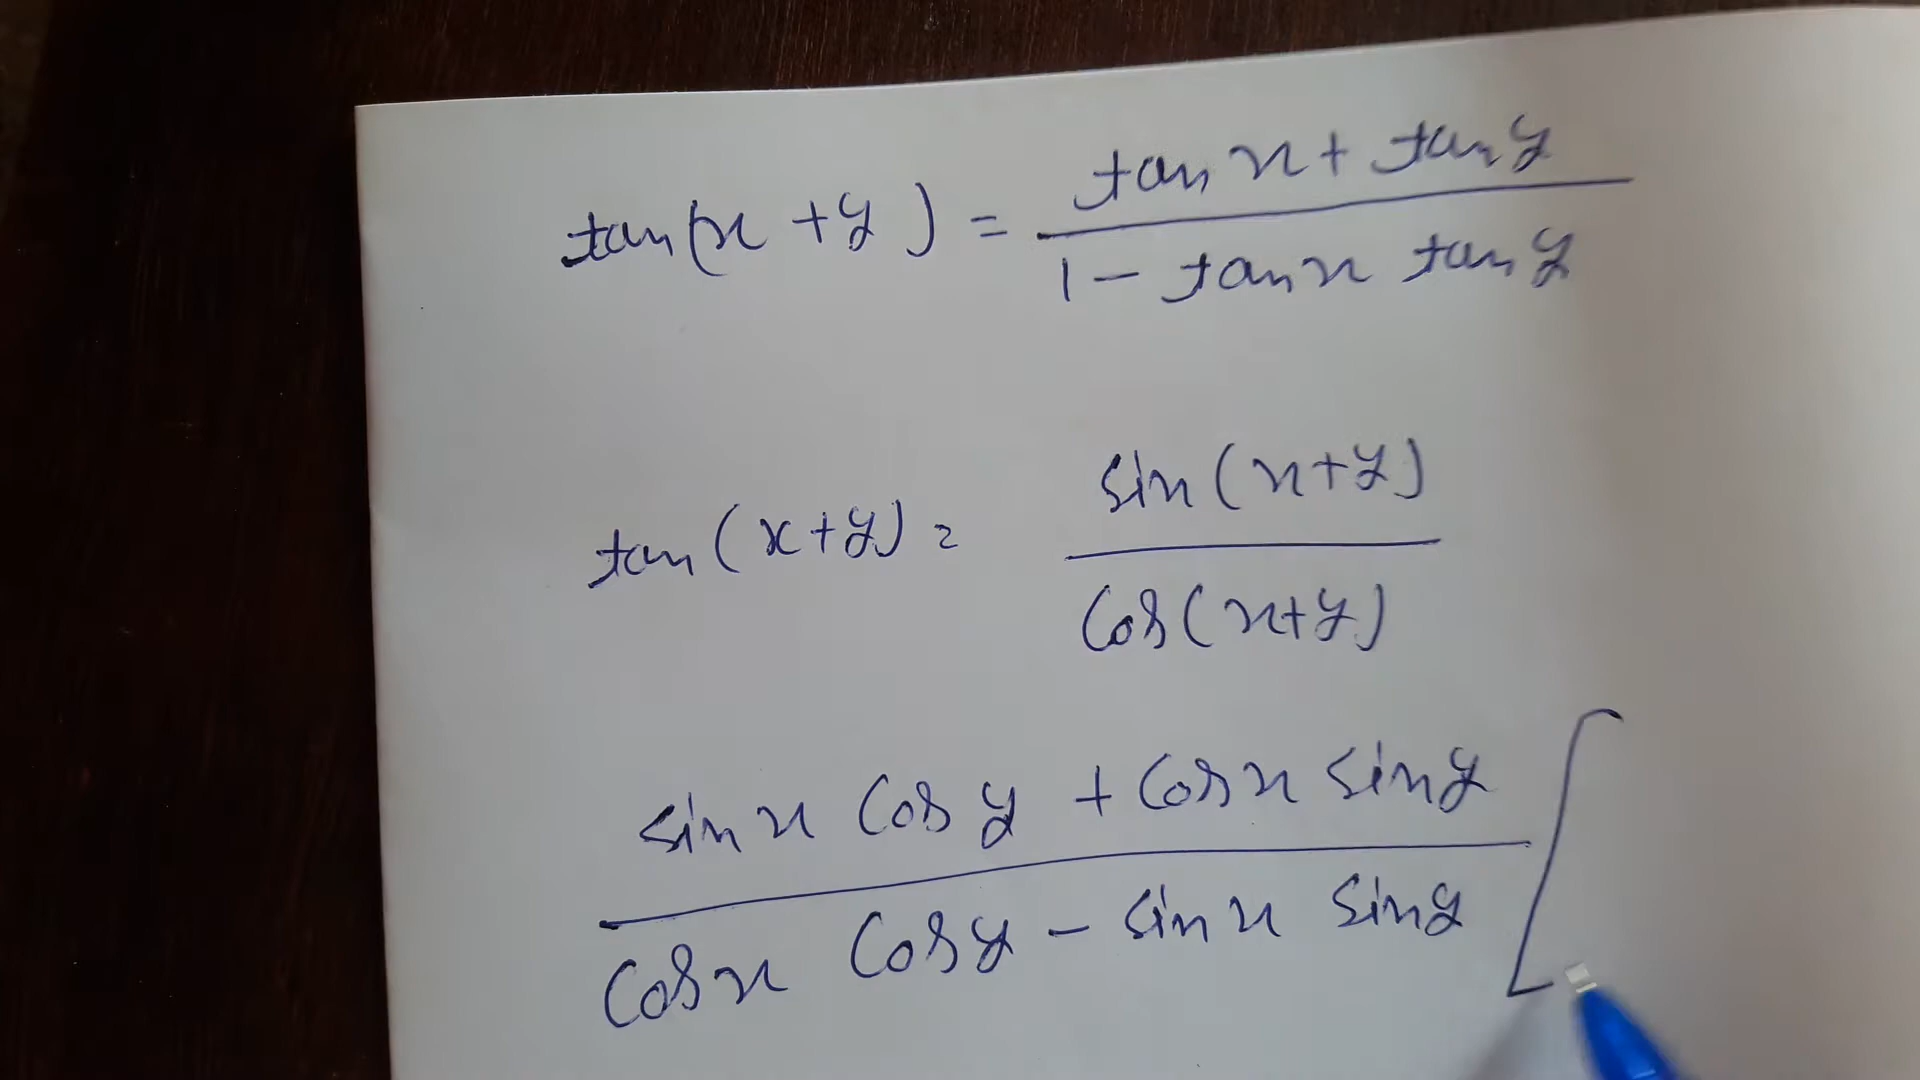 tan(x + y) = (tan x + tan y) / (1 - tan x tan y)
tan(x+y) = sin(x+y) / cos(x+y)
(sin x cos y + cos x sin y) / (cos x cos y - sin x sin y) [